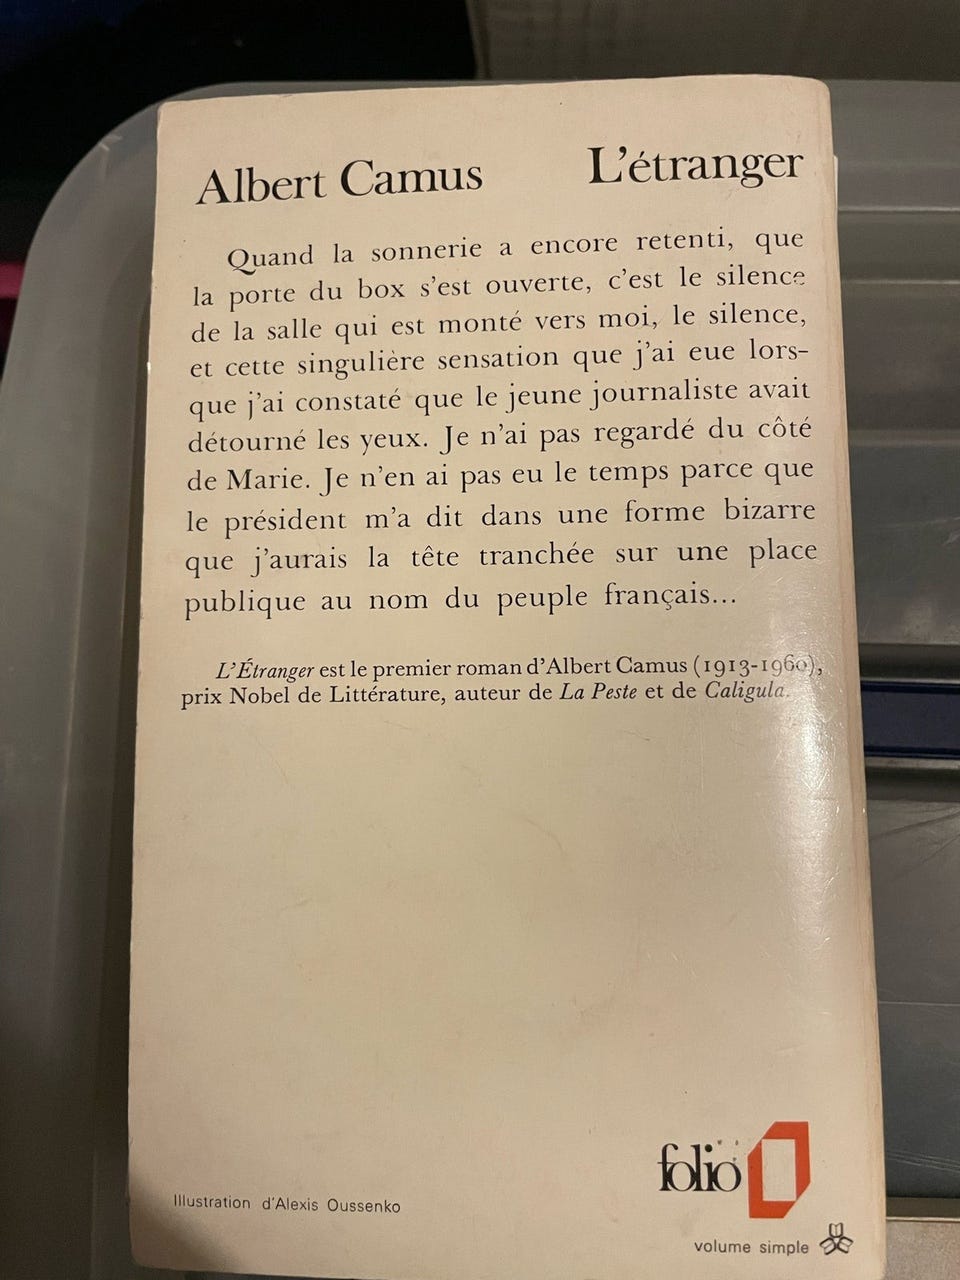 Albert Camus L'étranger
Quand la sonnerie a encore retenti, que
la porte du box s'est ouverte, c'est le silence
de la salle qui est monté vers moi, le silence,
et cette singulière sensation que j'ai eue lors-
que j'ai constaté que le jeune journaliste avait
détourné les yeux. Je n'ai pas regardé du côté
de Marie. Je n'en ai pas eu le temps parce que
le président m'a dit dans une forme bizarre
que j'aurais la tête tranchée sur une place
publique au nom du peuple français...
L'Étranger est le premier roman d'Albert Camus (1913-1960),
prix Nobel de Littérature, auteur de La Peste et de Caligula.
folio
Illustration d'Alexis Oussenko
volume simple